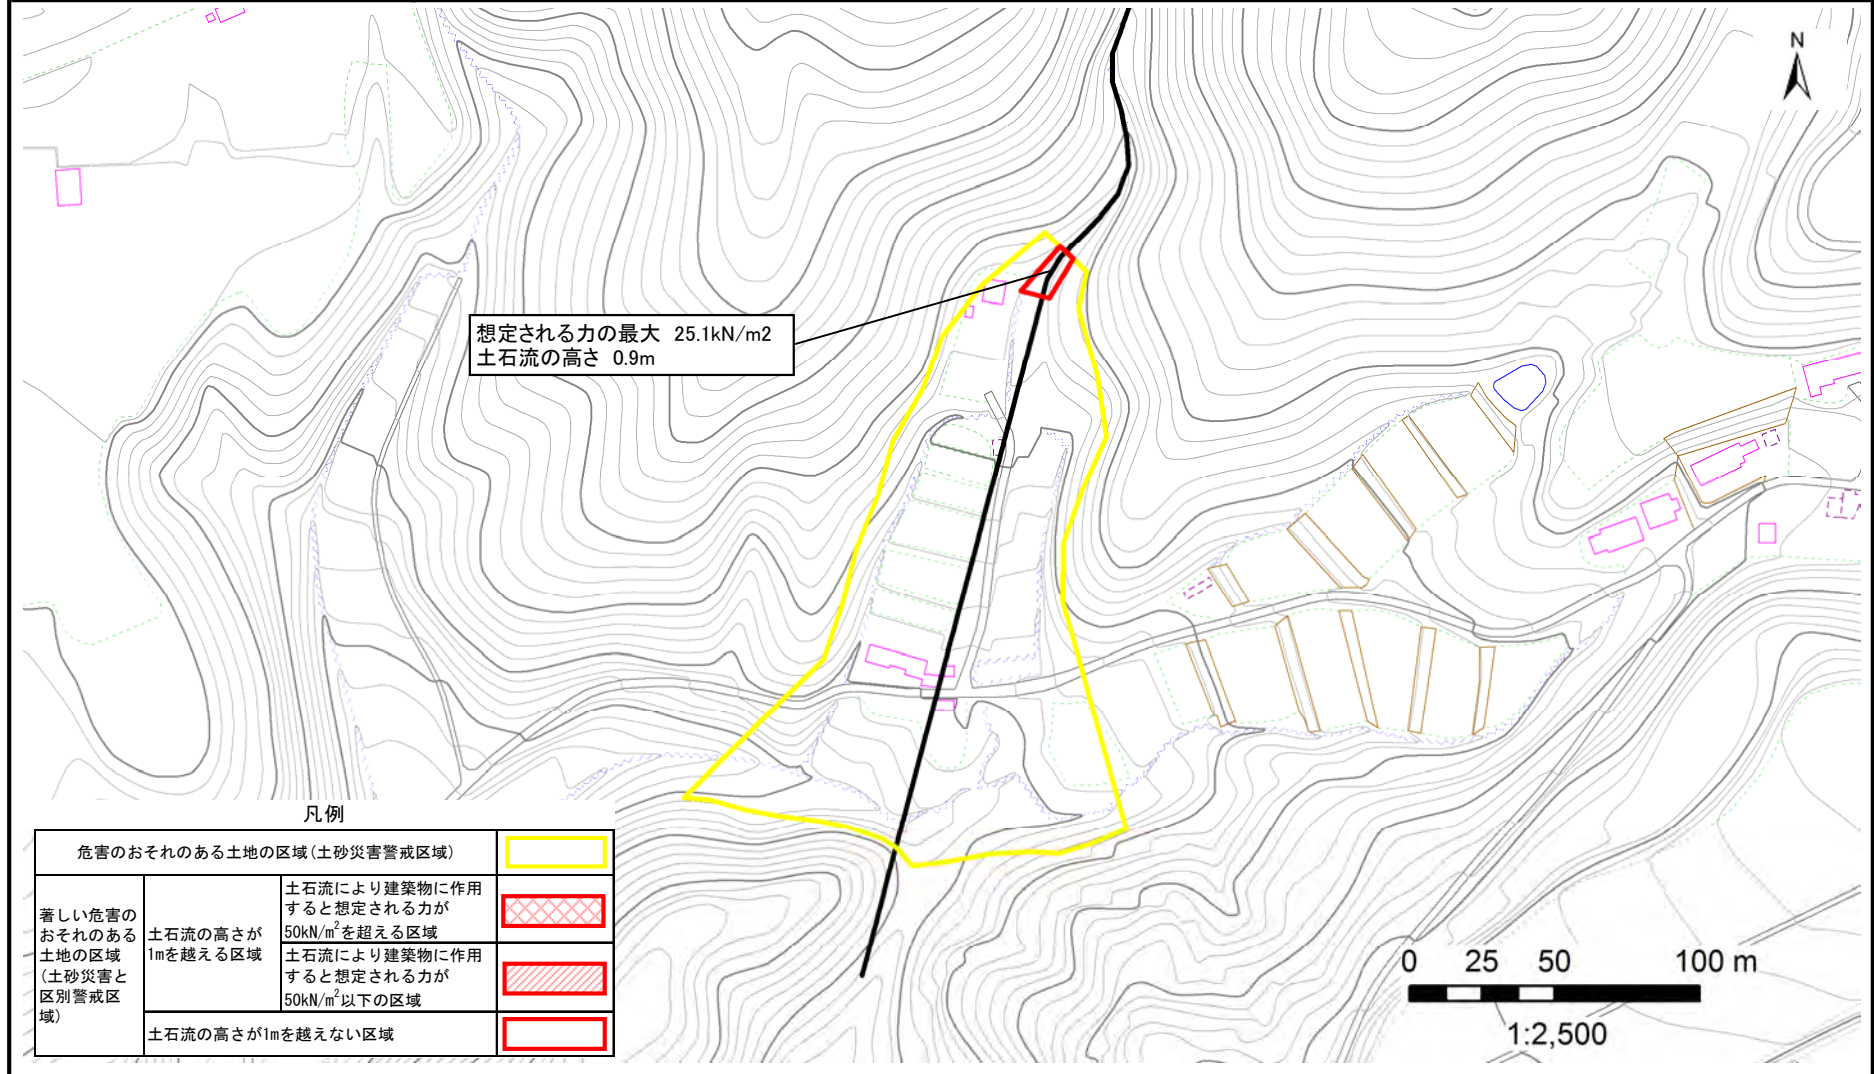 N
想定される力の最大 25.1kN/m2
土石流の高さ 0.9m
凡例
危害のおそれのある土地の区域(土砂災害警戒区域)
著しい危害の
おそれのある
土地の区域
(土砂災害と
区別警戒区
域)
土石流の高さが
1mを越える区域
土石流により建築物に作用
すると想定される力が
50kN/m²を超える区域
土石流により建築物に作用
すると想定される力が
50kN/m²以下の区域
土石流の高さが1mを越えない区域
0 25 50 100 m
1:2,500